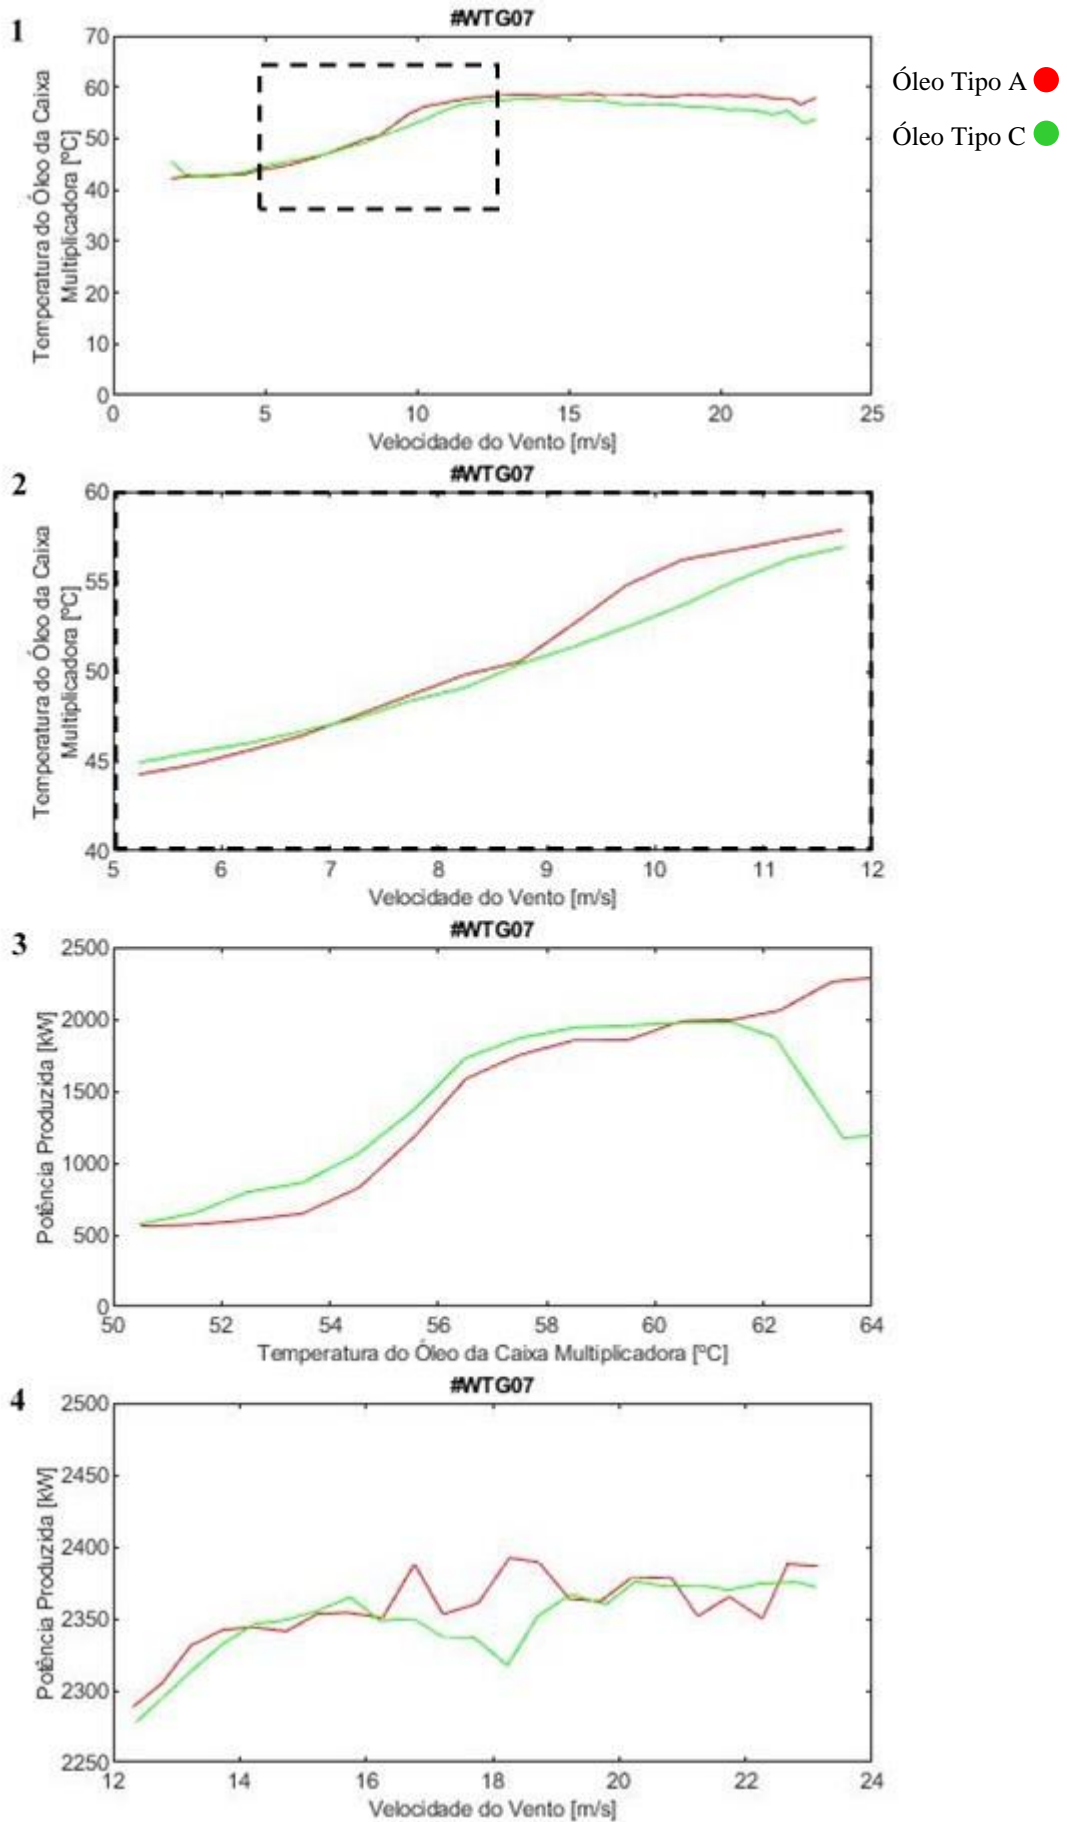 1
#WTG07
Óleo Tipo A
Óleo Tipo C
Temperatura do Óleo da Caixa
Multiplicadora [ºC]
70
60
50
40
30
20
10
0
0 5 10 15 20 25
Velocidade do Vento [m/s]
2
#WTG07
Temperatura do Óleo da Caixa
Multiplicadora [ºC]
60
55
50
45
40
5 6 7 8 9 10 11 12
Velocidade do Vento [m/s]
3
#WTG07
Potência Produzida [kW]
2500
2000
1500
1000
500
0
50 52 54 56 58 60 62 64
Temperatura do Óleo da Caixa Multiplicadora [ºC]
4
#WTG07
Potência Produzida [kW]
2500
2450
2400
2350
2300
2250
12 14 16 18 20 22 24
Velocidade do Vento [m/s]